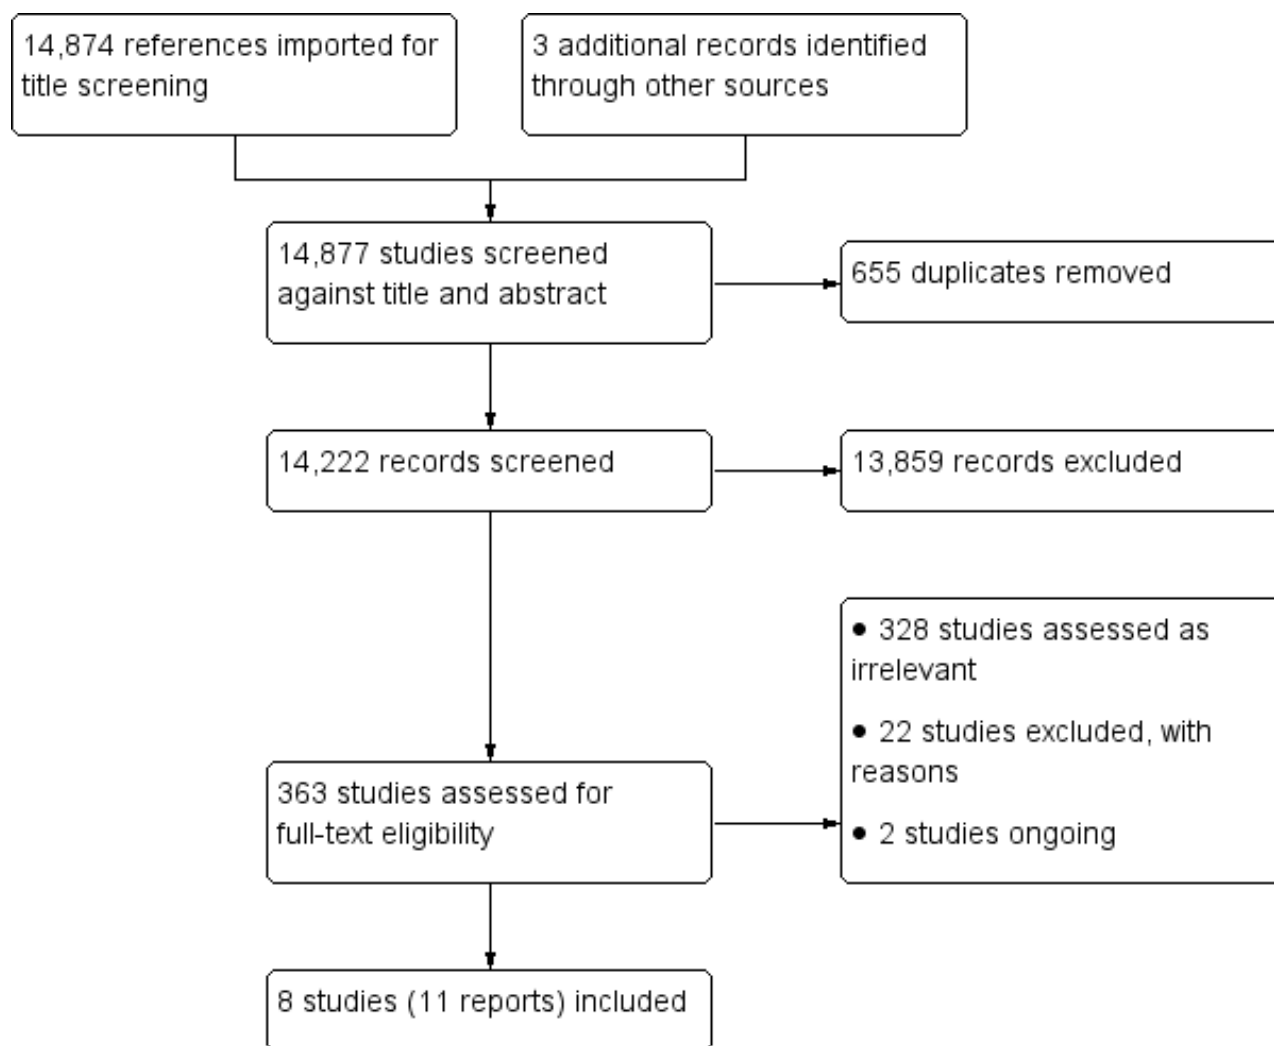 14,874 references imported for
title screening
3 additional records identified
through other sources
14,877 studies screened
against title and abstract
655 duplicates removed
14,222 records screened
13,859 records excluded
● 328 studies assessed as
irrelevant
● 22 studies excluded, with
reasons
● 2 studies ongoing
363 studies assessed for
full-text eligibility
8 studies (11 reports) included